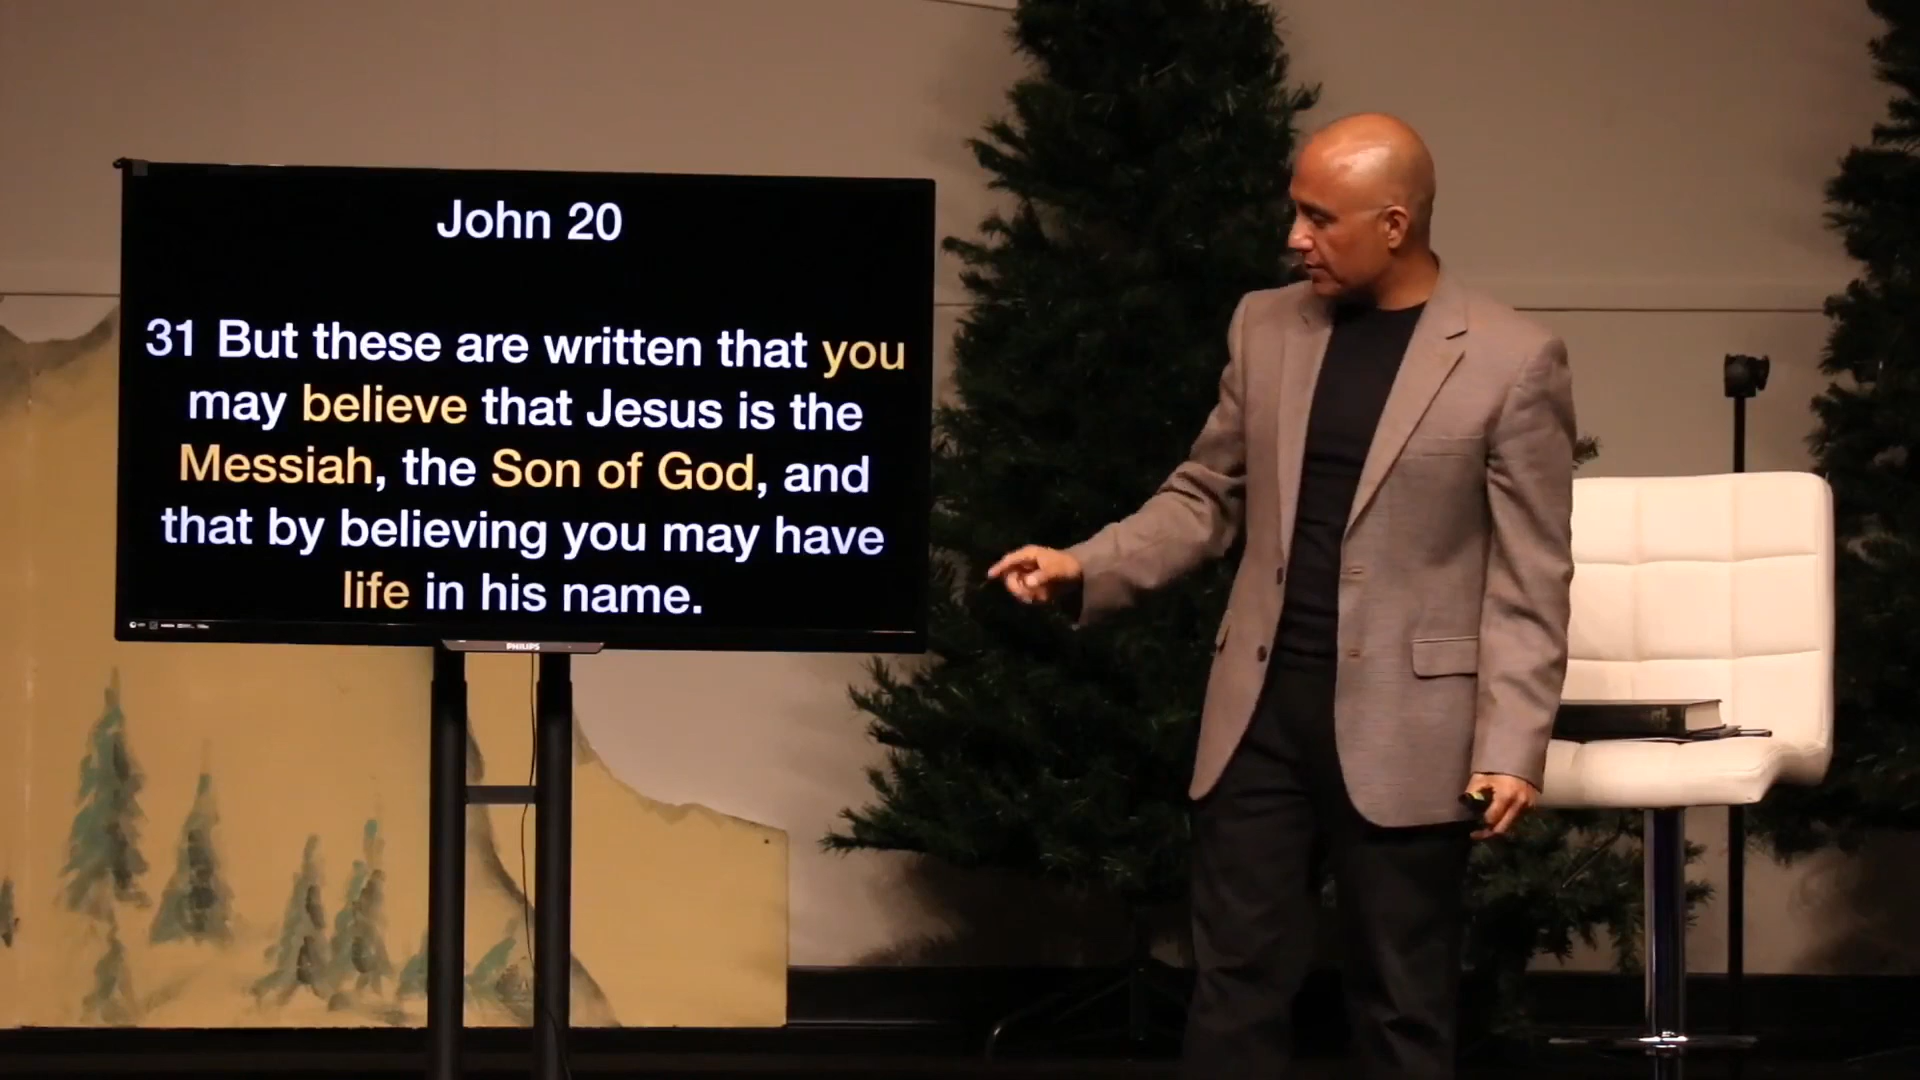 John 20
31 But these are written that you
may believe that Jesus is the
Messiah, the Son of God, and
that by believing you may have
life in his name.
PHILIPS